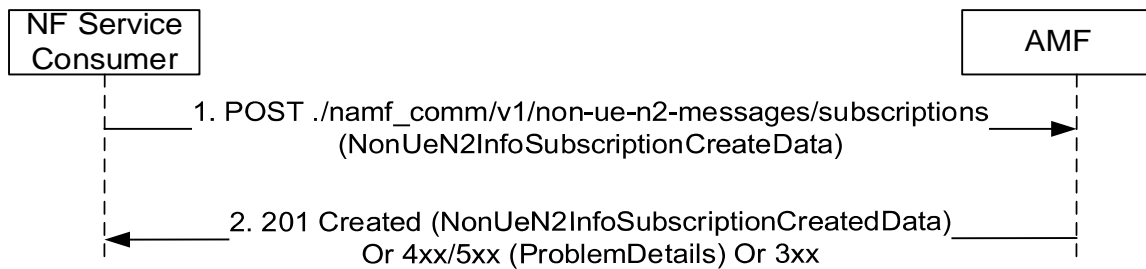 NF Service
Consumer
AMF
1. POST ./namf_comm/v1/non-ue-n2-messages/subscriptions
(NonUeN2InfoSubscriptionCreateData)
2. 201 Created (NonUeN2InfoSubscriptionCreatedData)
Or 4xx/5xx (ProblemDetails) Or 3xx